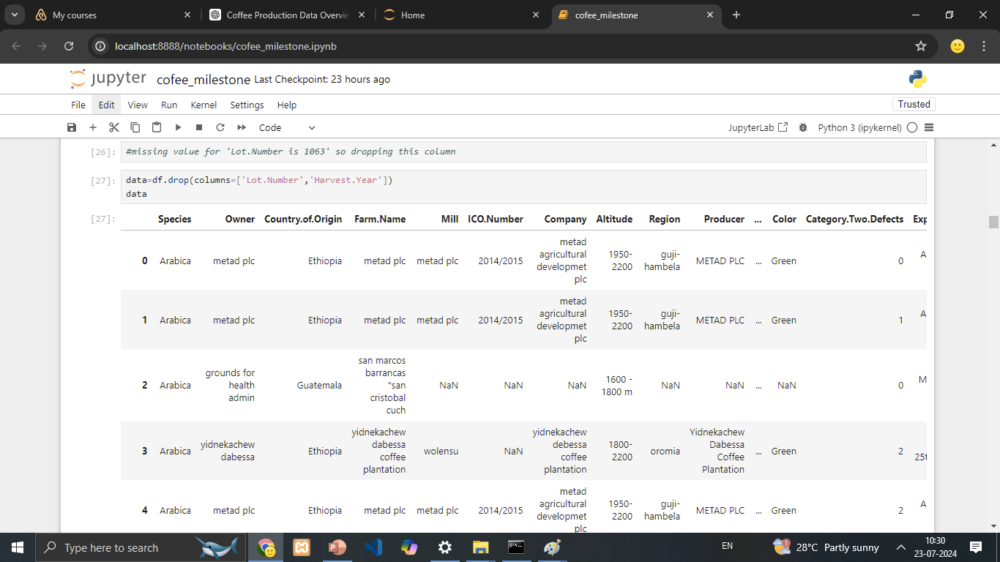 My courses
Coffee Production Data Overvie
Home
cofee_milestone
localhost:8888/notebooks/cofee_milestone.ipynb
jupyter cofee_milestone Last Checkpoint: 23 hours ago
File Edit View Run Kernel Settings Help
Trusted
Code
JupyterLab
Python 3 (ipykernel)
[26]: #missing value for 'Lot.Number is 1063' so dropping this column
[27]: data=df.drop(columns=['Lot.Number','Harvest.Year'])
data
[27]: Species Owner Country.of.Origin Farm.Name Mill ICO.Number Company Altitude Region Producer ... Color Category.Two.Defects Exp
0 Arabica metad plc Ethiopia metad plc metad plc 2014/2015 metad agricultural developmet plc 1950-2200 guji-hambela METAD PLC ... Green 0 A
1 Arabica metad plc Ethiopia metad plc metad plc 2014/2015 metad agricultural developmet plc 1950-2200 guji-hambela METAD PLC ... Green 1 A
2 Arabica grounds for health admin Guatemala san marcos barrancas "san cristobal cuch NaN NaN NaN 1600 - 1800 m NaN NaN ... NaN 0 M
3 Arabica yidnekachew dabessa Ethiopia yidnekachew dabessa coffee plantation wolensu NaN yidnekachew debessa coffee plantation 1800-2200 oromia Yidnekachew Dabessa Coffee Plantation ... Green 2 25t
4 Arabica metad plc Ethiopia metad plc metad plc 2014/2015 metad agricultural developmet plc 1950-2200 guji-hambela METAD PLC ... Green 2 A
Type here to search
EN
28°C Partly sunny
10:30
23-07-2024